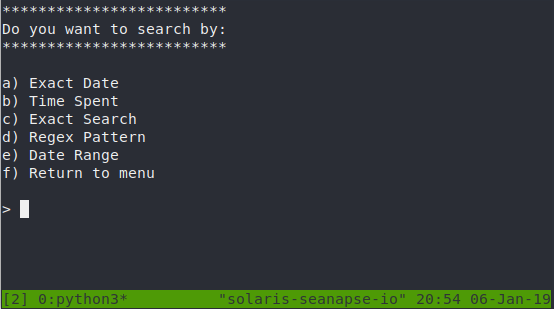 *************************
Do you want to search by:
*************************
a) Exact Date
b) Time Spent
c) Exact Search
d) Regex Pattern
e) Date Range
f) Return to menu
>
[2] 0:python3* "solaris-seanapse-io" 20:54 06-Jan-19